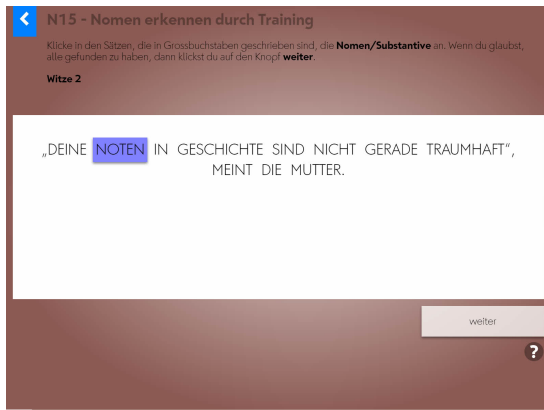 N15 - Nomen erkennen durch Training
Klicke in den Sätzen, die in Grossbuchstaben geschrieben sind, die Nomen/Substantive an. Wenn du glaubst,
alle gefunden zu haben, dann klickst du auf den Knopf weiter.
Witze 2
„DEINE NOTEN IN GESCHICHTE SIND NICHT GERADE TRAUMHAFT“,
MEINT DIE MUTTER.
weiter
?